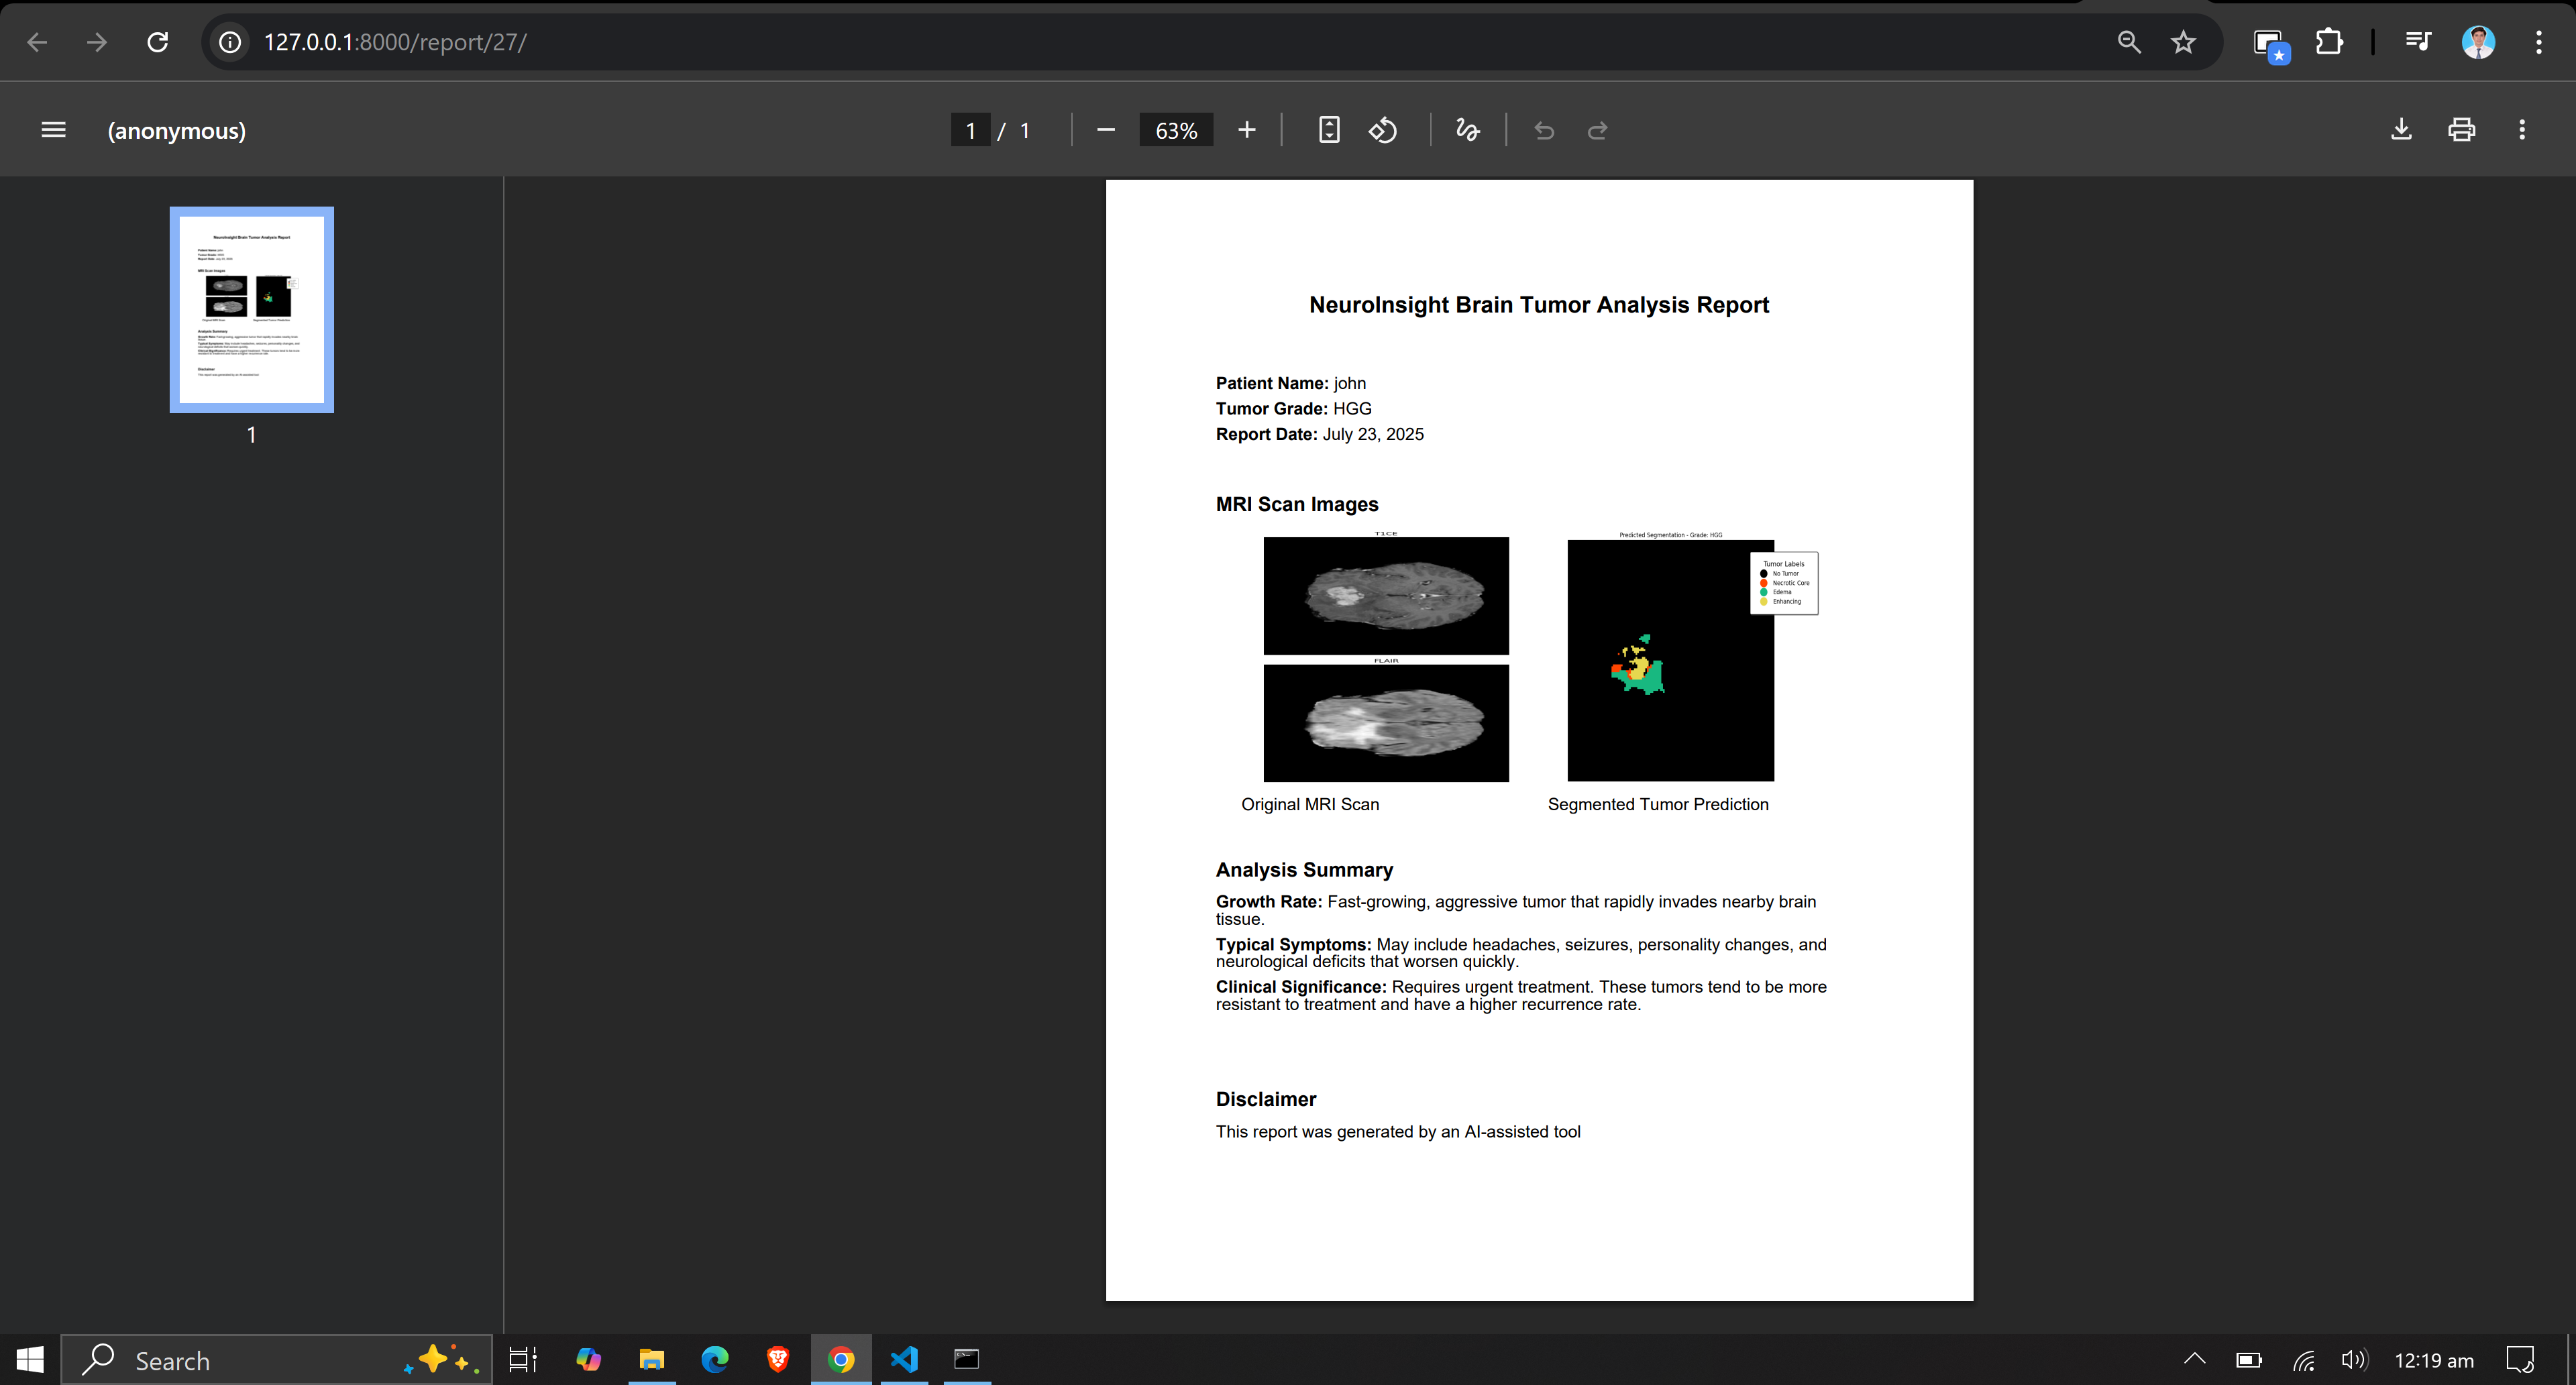 127.0.0.1:8000/report/27/
(anonymous)
1 / 1
63%
1
NeuroInsight Brain Tumor Analysis Report
Patient Name: john
Tumor Grade: HGG
Report Date: July 23, 2025
MRI Scan Images
T1CE
FLAIR
Predicted Segmentation - Grade: HGG
Tumor Labels
No Tumor
Necrotic Core
Edema
Enhancing
Original MRI Scan
Segmented Tumor Prediction
Analysis Summary
Growth Rate: Fast-growing, aggressive tumor that rapidly invades nearby brain
tissue.
Typical Symptoms: May include headaches, seizures, personality changes, and
neurological deficits that worsen quickly.
Clinical Significance: Requires urgent treatment. These tumors tend to be more
resistant to treatment and have a higher recurrence rate.
Disclaimer
This report was generated by an AI-assisted tool
Search
12:19 am